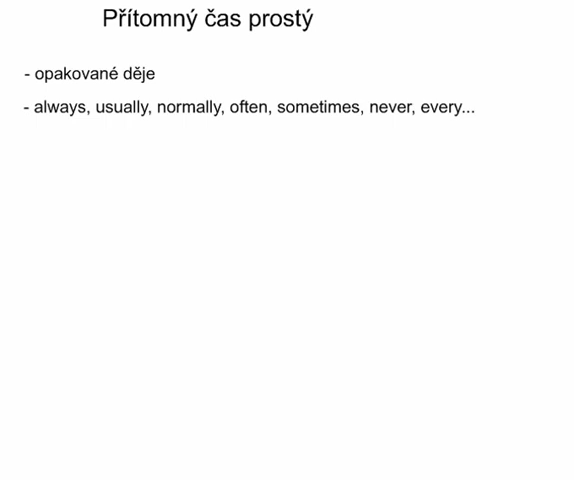 Přítomný čas prostý
- opakované děje
- always, usually, normally, often, sometimes, never, every...